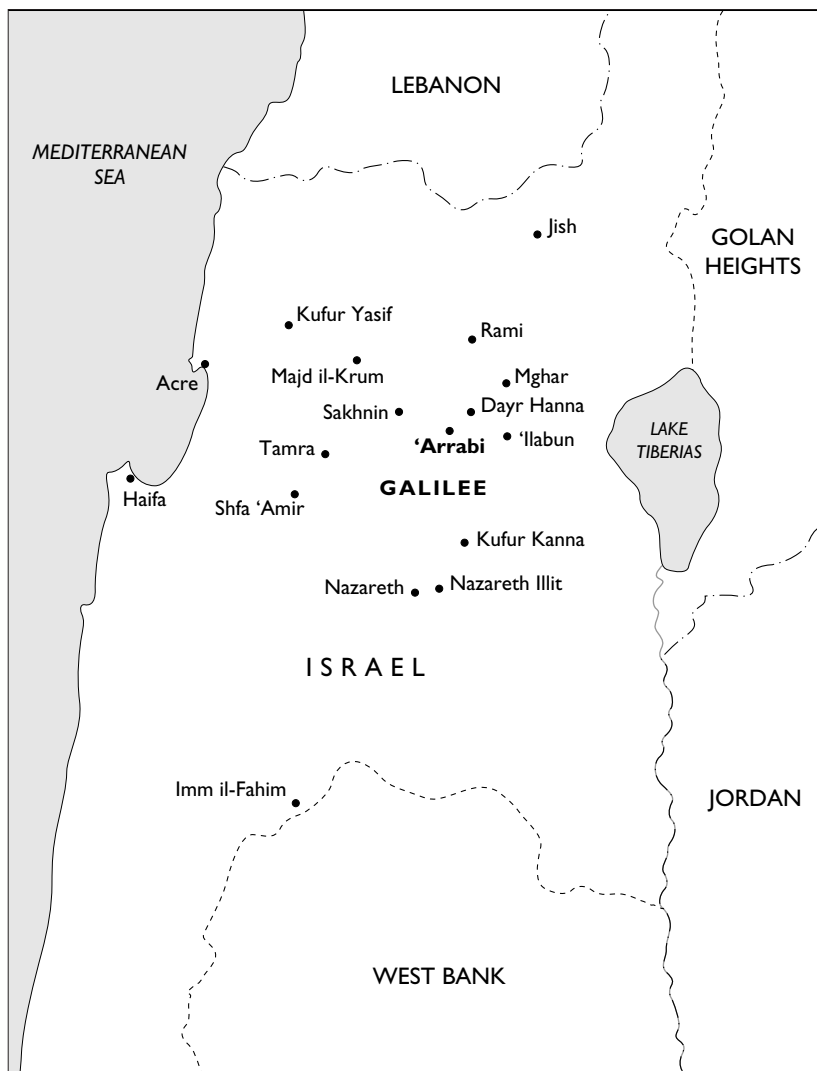 LEBANON
MEDITERRANEAN
SEA
Jish
GOLAN
HEIGHTS
Kufur Yasif
Rami
Acre
Majd il-Krum
Mghar
Sakhnin
Dayr Hanna
‘Arrabi
‘Ilabun
LAKE
TIBERIAS
Tamra
GALILEE
Haifa
Shfa ‘Amir
Kufur Kanna
Nazareth
Nazareth Illit
ISRAEL
Imm il-Fahim
JORDAN
WEST BANK